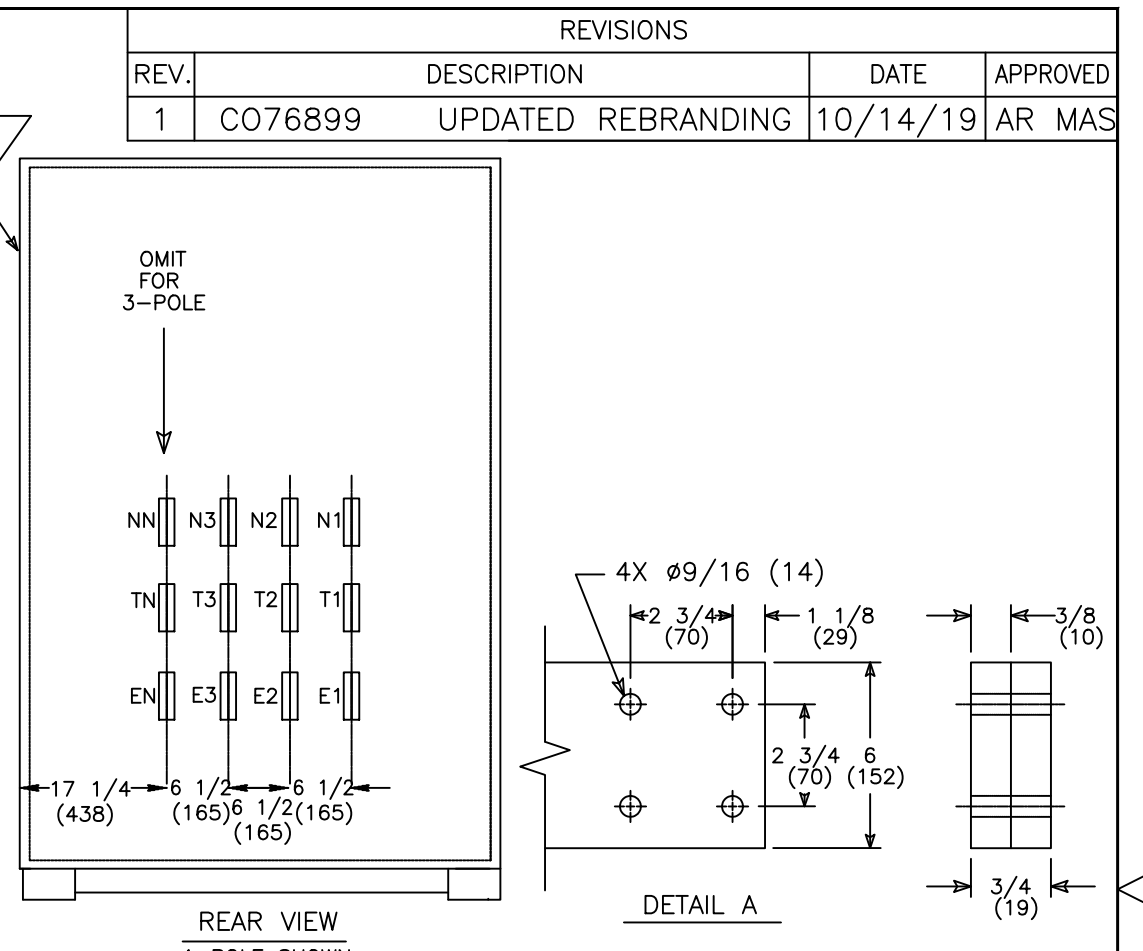 REVISIONS
REV. DESCRIPTION DATE APPROVED
1 CO76899 UPDATED REBRANDING 10/14/19 AR MAS
OMIT
FOR
3-POLE
NN N3 N2 N1
TN T3 T2 T1
EN E3 E2 E1
17 1/4 6 1/2 6 1/2
(438) (165) 6 1/2 (165)
(165)
REAR VIEW
4X ⌀9/16 (14)
2 3/4
(70)
1 1/8
(29)
3/8
(10)
2 3/4
(70)
6
(152)
3/4
(19)
DETAIL A